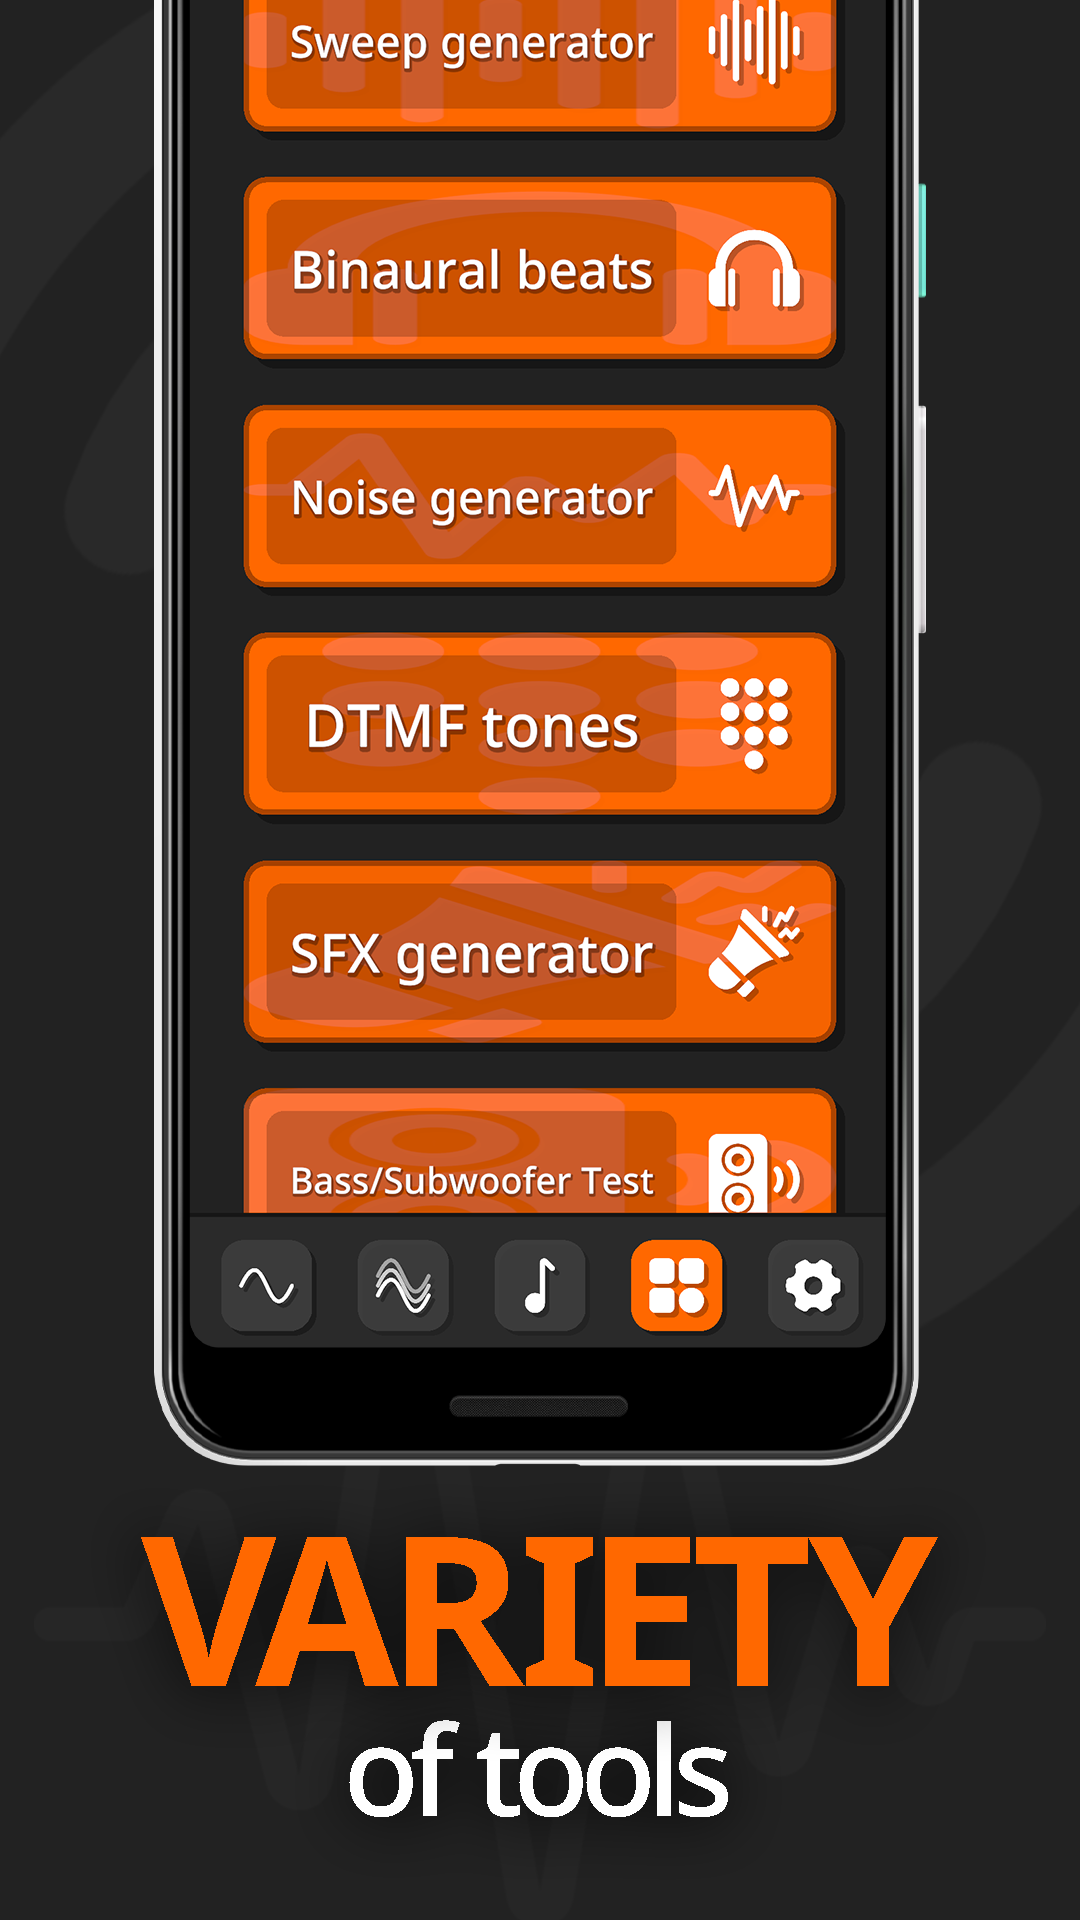 Sweep generator
Binaural beats
Noise generator
DTMF tones
SFX generator
Bass/Subwoofer Test
VARIETY
of tools